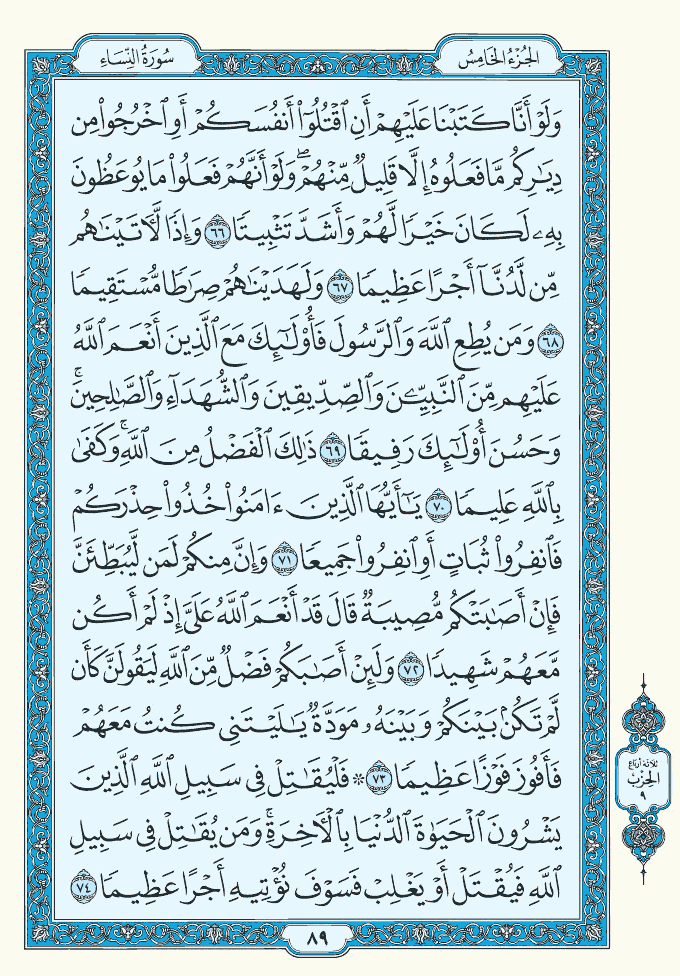 الجُزْءُ الخَامِسُ
سُورَةُ النِّسَاءِ
وَلَوْ أَنَّا كَتَبْنَا عَلَيْهِمْ أَنِ ٱقْتُلُوٓا۟ أَنفُسَكُمْ أَوِ ٱخْرُجُوا۟ مِن
دِيَـٰرِكُم مَّا فَعَلُوهُ إِلَّا قَلِيلٌ مِّنْهُمْ ۖ وَلَوْ أَنَّهُمْ فَعَلُوا۟ مَا يُوعَظُونَ
بِهِۦ لَكَانَ خَيْرًا لَّهُمْ وَأَشَدَّ تَثْبِيتًا ٦٦ وَإِذًا لَّـَٔاتَيْنَـٰهُم
مِّن لَّدُنَّآ أَجْرًا عَظِيمًا ٦٧ وَلَهَدَيْنَـٰهُمْ صِرَٰطًا مُّسْتَقِيمًا
٦٨ وَمَن يُطِعِ ٱللَّهَ وَٱلرَّسُولَ فَأُو۟لَـٰٓئِكَ مَعَ ٱلَّذِينَ أَنْعَمَ ٱللَّهُ
عَلَيْهِم مِّنَ ٱلنَّبِيِّـۧنَ وَٱلصِّدِّيقِينَ وَٱلشُّهَدَآءِ وَٱلصَّـٰلِحِينَ ۚ
وَحَسُنَ أُو۟لَـٰٓئِكَ رَفِيقًا ٦٩ ذَٰلِكَ ٱلْفَضْلُ مِنَ ٱللَّهِ ۚ وَكَفَىٰ
بِٱللَّهِ عَلِيمًا ٧٠ يَـٰٓأَيُّهَا ٱلَّذِينَ ءَامَنُوا۟ خُذُوا۟ حِذْرَكُمْ
فَٱنفِرُوا۟ ثُبَاتٍ أَوِ ٱنفِرُوا۟ جَمِيعًا ٧١ وَإِنَّ مِنكُمْ لَمَن لَّيُبَطِّئَنَّ
فَإِنْ أَصَـٰبَتْكُم مُّصِيبَةٌ قَالَ قَدْ أَنْعَمَ ٱللَّهُ عَلَىَّ إِذْ لَمْ أَكُن
مَّعَهُمْ شَهِيدًا ٧٢ وَلَئِنْ أَصَـٰبَكُمْ فَضْلٌ مِّنَ ٱللَّهِ لَيَقُولَنَّ كَأَن
لَّمْ تَكُنۢ بَيْنَكُمْ وَبَيْنَهُۥ مَوَدَّةٌ يَـٰلَيْتَنِى كُنتُ مَعَهُمْ
فَأَفُوزَ فَوْزًا عَظِيمًا ٧٣ ۞ فَلْيُقَـٰتِلْ فِى سَبِيلِ ٱللَّهِ ٱلَّذِينَ
يَشْرُونَ ٱلْحَيَوٰةَ ٱلدُّنْيَا بِٱلْـَٔاخِرَةِ ۚ وَمَن يُقَـٰتِلْ فِى سَبِيلِ
ٱللَّهِ فَيُقْتَلْ أَوْ يَغْلِبْ فَسَوْفَ نُؤْتِيهِ أَجْرًا عَظِيمًا ٧٤
ثلاثة أرباع
الحزب
٩
٨٩